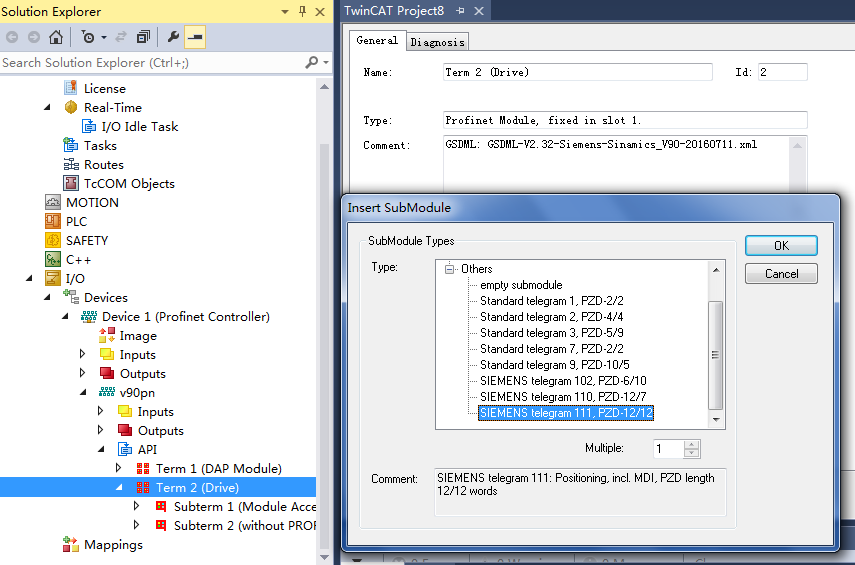 Solution Explorer
Search Solution Explorer (Ctrl+;)
License
Real-Time
I/O Idle Task
Tasks
Routes
TcCOM Objects
MOTION
PLC
SAFETY
C++
I/O
Devices
Device 1 (Profinet Controller)
Image
Inputs
Outputs
v90pn
Inputs
Outputs
API
Term 1 (DAP Module)
Term 2 (Drive)
Subterm 1 (Module Acce
Subterm 2 (without PROF
Mappings
TwinCAT Project8
General
Diagnosis
Name:
Term 2 (Drive)
Id:
2
Type:
Profinet Module, fixed in slot 1.
Comment:
GSDML: GSDML-V2.32-Siemens-Sinamics_V90-20160711.xml
Insert SubModule
SubModule Types
Type:
Others
empty submodule
Standard telegram 1, PZD-2/2
Standard telegram 2, PZD-4/4
Standard telegram 3, PZD-5/9
Standard telegram 7, PZD-2/2
Standard telegram 9, PZD-10/5
SIEMENS telegram 102, PZD-6/10
SIEMENS telegram 110, PZD-12/7
SIEMENS telegram 111, PZD-12/12
Multiple:
1
Comment:
SIEMENS telegram 111: Positioning, incl. MDI, PZD length
12/12 words
OK
Cancel